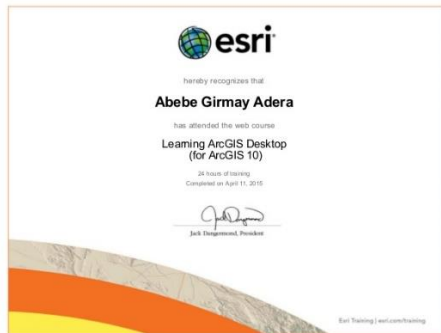 esri
hereby recognizes that
Abebe Girmay Adera
has attended the web course
Learning ArcGIS Desktop
(for ArcGIS 10)
24 hours of training
Completed on April 11, 2015
Jack Dangermond, President
Esri Training | esri.com/training